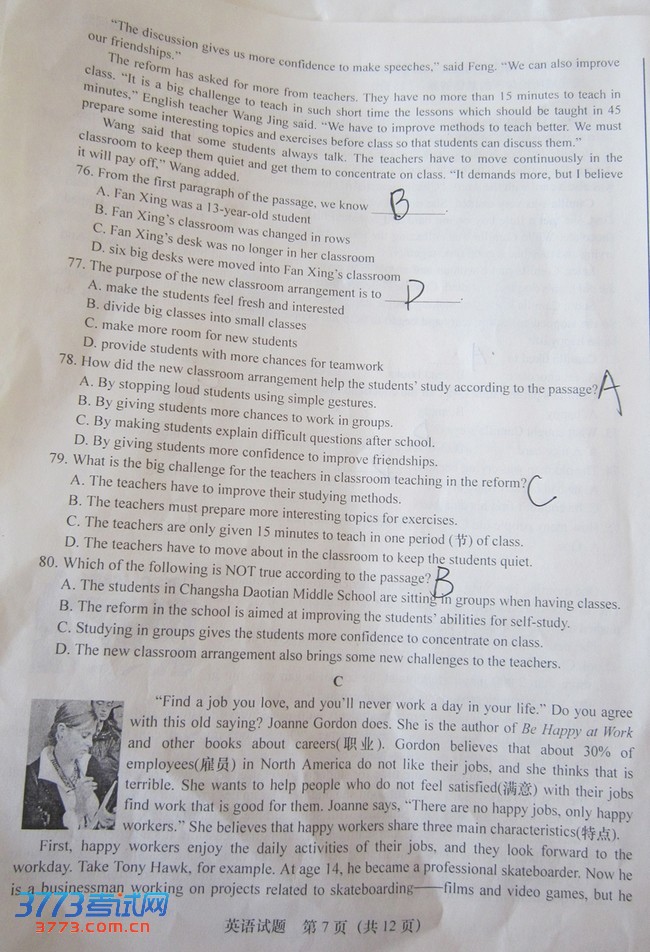 "The discussion gives us more confidence to make speeches," said Feng. "We can also improve
our friendships."
The reform has asked for more from teachers. They have no more than 15 minutes to teach in
class. "It is a big challenge to teach in such short time the lessons which should be taught in 45
minutes," English teacher Wang Jing said. "We have to improve methods to teach better. We must
prepare some interesting topics and exercises before class so that students can discuss them."
Wang said that some students always talk. The teachers have to move continuously in the
classroom to keep them quiet and get them to concentrate on class. "It demands more, but I believe
it will pay off," Wang added.
76. From the first paragraph of the passage, we know ________. B
A. Fan Xing was a 13-year-old student
B. Fan Xing's classroom was changed in rows
C. Fan Xing's desk was no longer in her classroom
D. six big desks were moved into Fan Xing's classroom
77. The purpose of the new classroom arrangement is to ________. D
A. make the students feel fresh and interested
B. divide big classes into small classes
C. make more room for new students
D. provide students with more chances for teamwork
78. How did the new classroom arrangement help the students' study according to the passage? A
A. By stopping loud students using simple gestures.
B. By giving students more chances to work in groups.
C. By making students explain difficult questions after school.
D. By giving students more confidence to improve friendships.
79. What is the big challenge for the teachers in classroom teaching in the reform? C
A. The teachers have to improve their studying methods.
B. The teachers must prepare more interesting topics for exercises.
C. The teachers are only given 15 minutes to teach in one period (节) of class.
D. The teachers have to move about in the classroom to keep the students quiet.
80. Which of the following is NOT true according to the passage? B
A. The students in Changsha Daotian Middle School are sitting in groups when having classes.
B. The reform in the school is aimed at improving the students' abilities for self-study.
C. Studying in groups gives the students more confidence to concentrate on class.
D. The new classroom arrangement also brings some new challenges to the teachers.
C
"Find a job you love, and you'll never work a day in your life." Do you agree
with this old saying? Joanne Gordon does. She is the author of Be Happy at Work
and other books about careers(职业). Gordon believes that about 30% of
employees(雇员) in North America do not like their jobs, and she thinks that is
terrible. She wants to help people who do not feel satisfied(满意) with their jobs
find work that is good for them. Joanne says, "There are no happy jobs, only happy
workers." She believes that happy workers share three main characteristics(特点).
First, happy workers enjoy the daily activities of their jobs, and they look forward to the
workday. Take Tony Hawk, for example. At age 14, he became a professional skateboarder. Now he
is a businessman working on projects related to skateboarding——films and video games, but he
3773考试网
3773.com.cn
英语试题 第 7 页 (共 12 页)